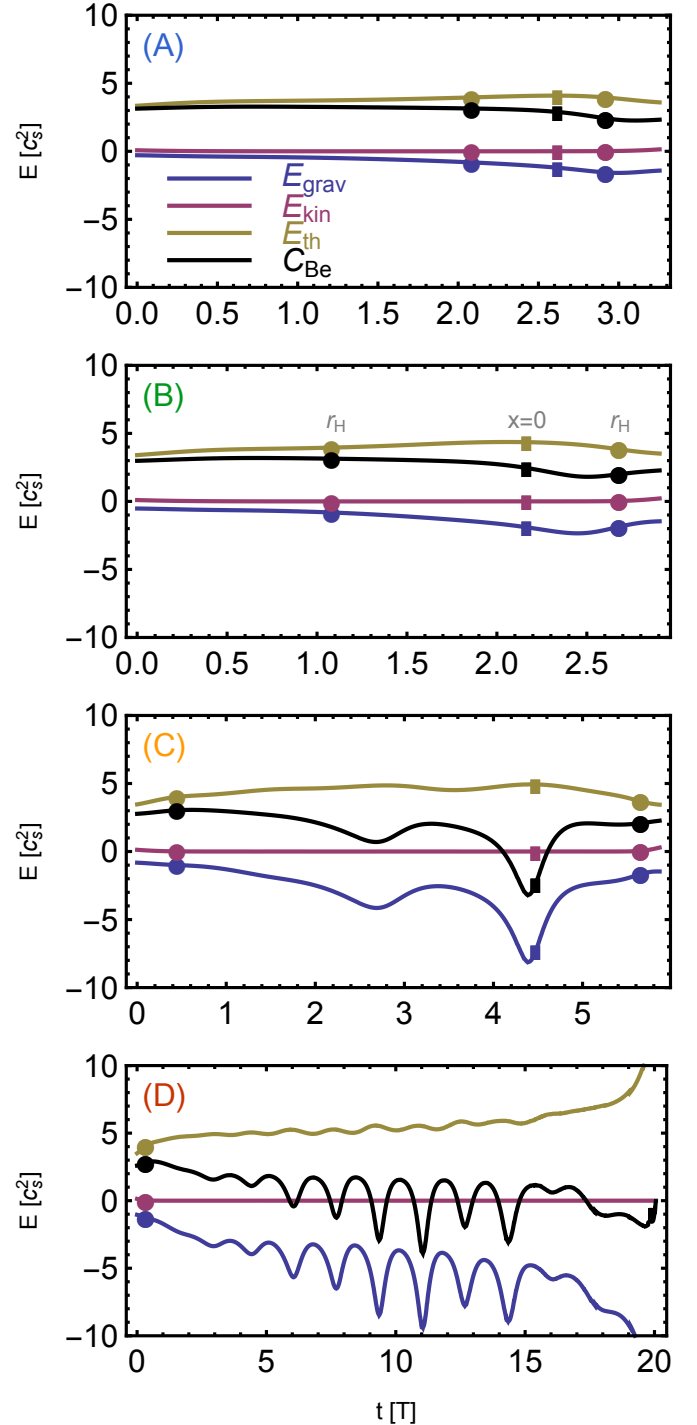 (A)
E [c_s^2]
10
5
0
−5
−10
E_grav
E_kin
E_th
C_Be
0.0 0.5 1.0 1.5 2.0 2.5 3.0
(B)
r_H x=0 r_H
E [c_s^2]
10
5
0
−5
−10
0.0 0.5 1.0 1.5 2.0 2.5
(C)
E [c_s^2]
10
5
0
−5
−10
0 1 2 3 4 5
(D)
E [c_s^2]
10
5
0
−5
−10
0 5 10 15 20
t [T]